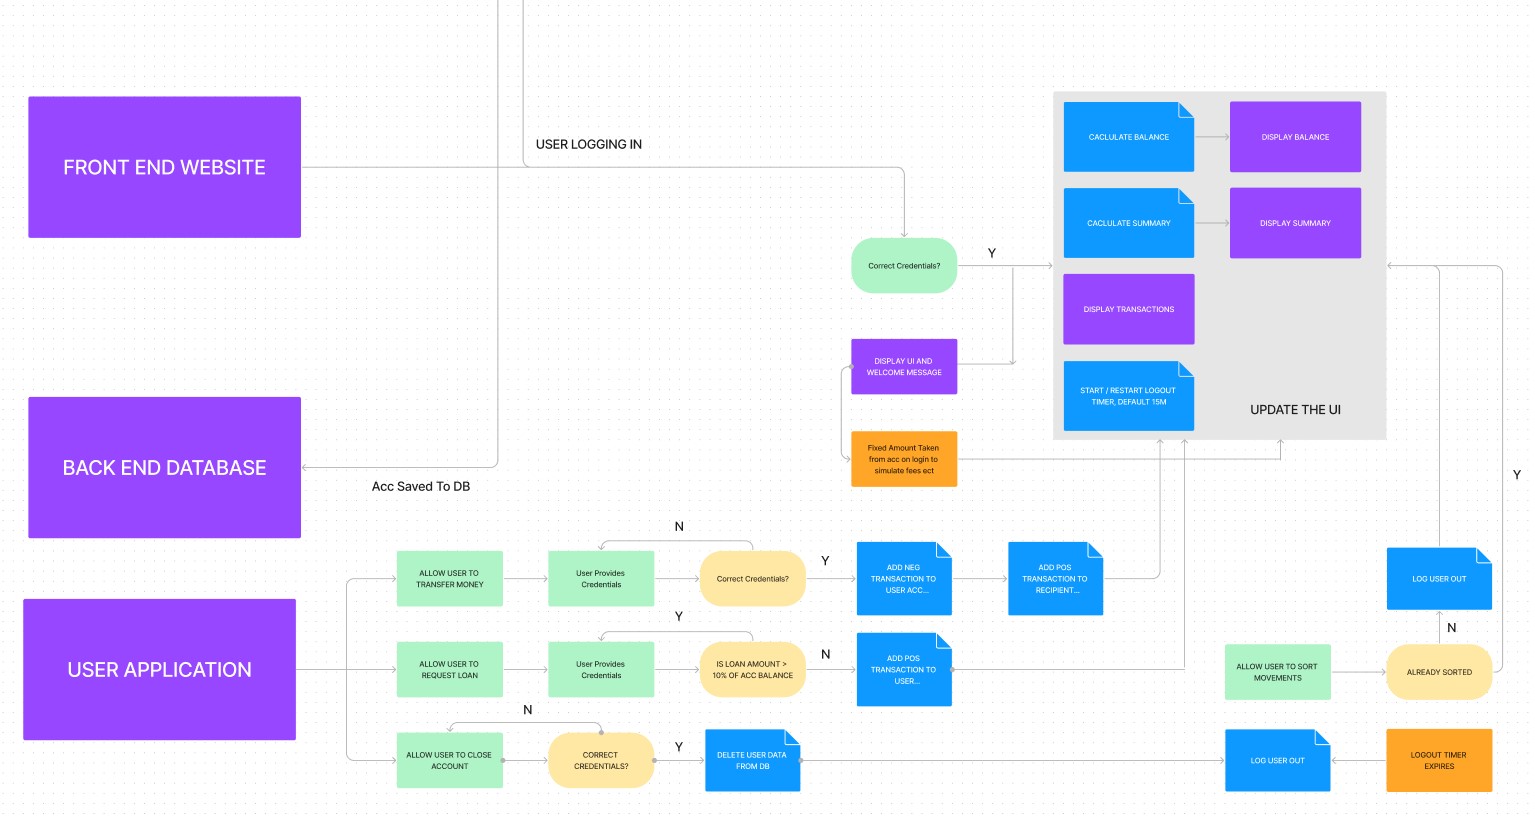 USER LOGGING IN
FRONT END WEBSITE
CACLULATE BALANCE
DISPLAY BALANCE
CACLULATE SUMMARY
DISPLAY SUMMARY
Correct Credentials?
Y
DISPLAY TRANSACTIONS
DISPLAY UI AND
WELCOME MESSAGE
START / RESTART LOGOUT
TIMER, DEFAULT 15M
UPDATE THE UI
Fixed Amount Taken
from acc on login to
simulate fees ect
BACK END DATABASE
Acc Saved To DB
Y
N
ALLOW USER TO
TRANSFER MONEY
User Provides
Credentials
Correct Credentials?
Y
ADD NEG
TRANSACTION TO
USER ACC...
ADD POS
TRANSACTION TO
RECIPIENT...
LOG USER OUT
Y
N
USER APPLICATION
ALLOW USER TO
REQUEST LOAN
User Provides
Credentials
IS LOAN AMOUNT >
10% OF ACC BALANCE
N
ADD POS
TRANSACTION TO
USER...
ALLOW USER TO SORT
MOVEMENTS
ALREADY SORTED
N
ALLOW USER TO CLOSE
ACCOUNT
CORRECT
CREDENTIALS?
Y
DELETE USER DATA
FROM DB
LOG USER OUT
LOGOUT TIMER
EXPIRES